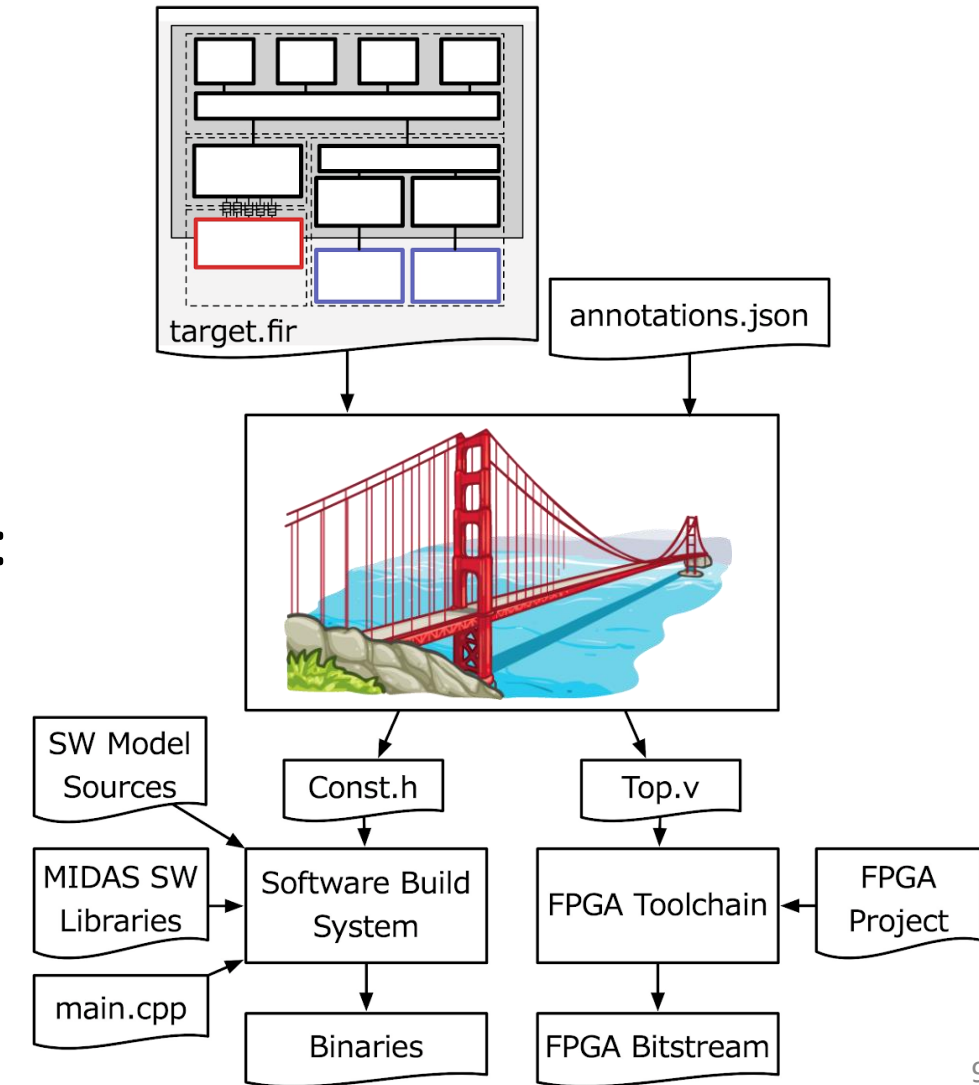 target.fir
annotations.json
:
SW Model
Sources
Const.h
Top.v
MIDAS SW
Libraries
Software Build
System
FPGA Toolchain
FPGA
Project
main.cpp
Binaries
FPGA Bitstream